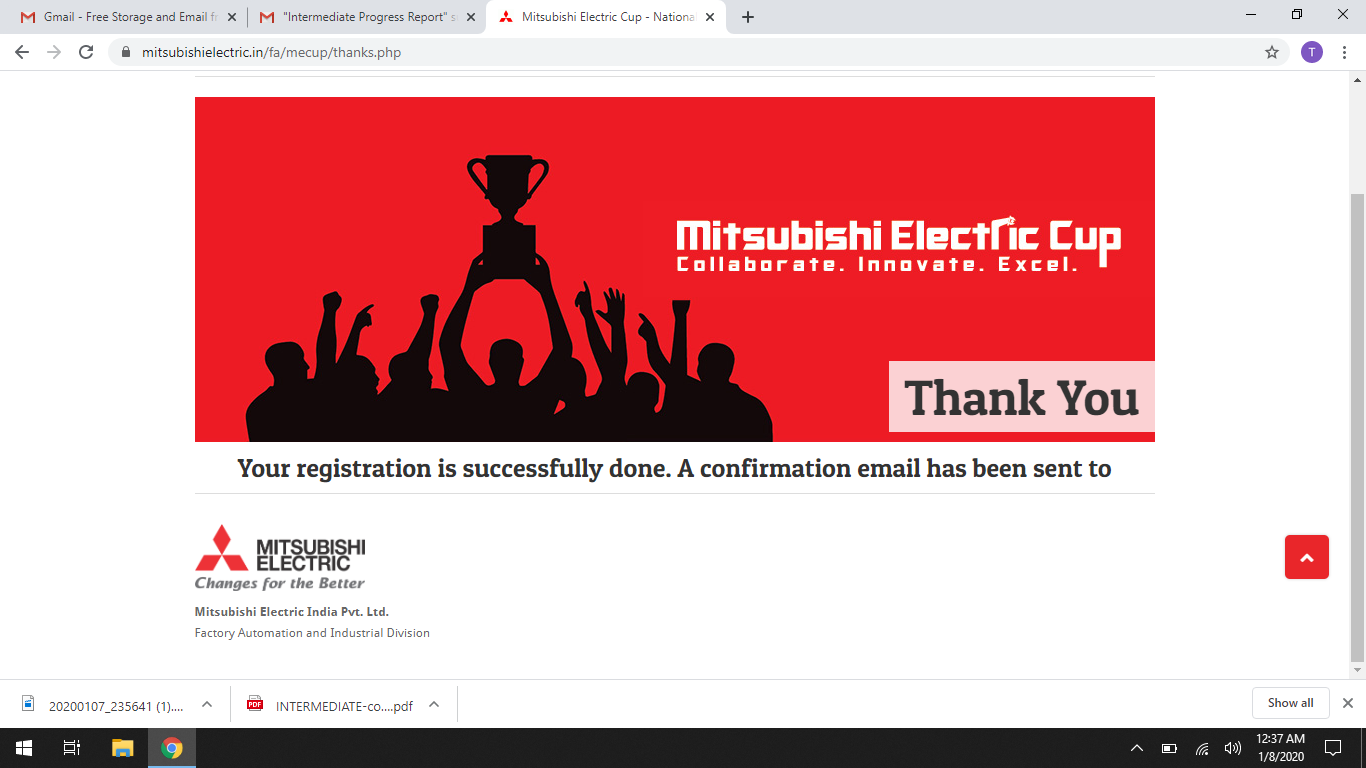 Gmail - Free Storage and Email fr
"Intermediate Progress Report" s
Mitsubishi Electric Cup - National
mitsubishielectric.in/fa/mecup/thanks.php
T
Mitsubishi Electric Cup
Collaborate. Innovate. Excel.
Thank You
Your registration is successfully done. A confirmation email has been sent to
MITSUBISHI
ELECTRIC
Changes for the Better
Mitsubishi Electric India Pvt. Ltd.
Factory Automation and Industrial Division
20200107_235641 (1)....
PDF
INTERMEDIATE-co....pdf
Show all
12:37 AM
1/8/2020